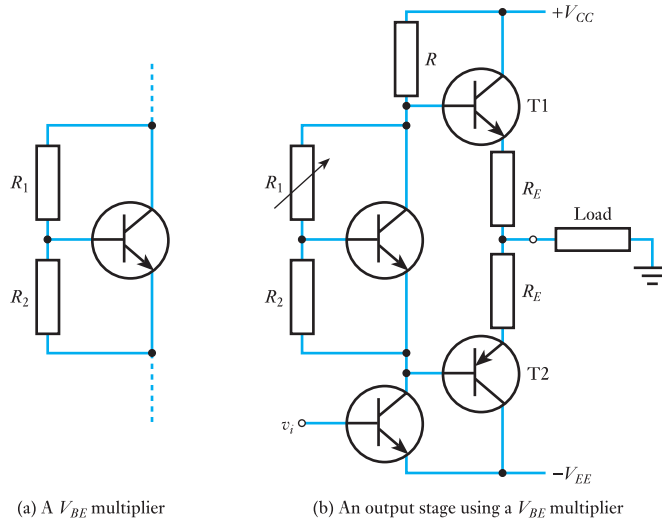 R1
R2
(a) A VBE multiplier
+VCC
R
T1
R1
RE
Load
R2
RE
T2
vi
−VEE
(b) An output stage using a VBE multiplier